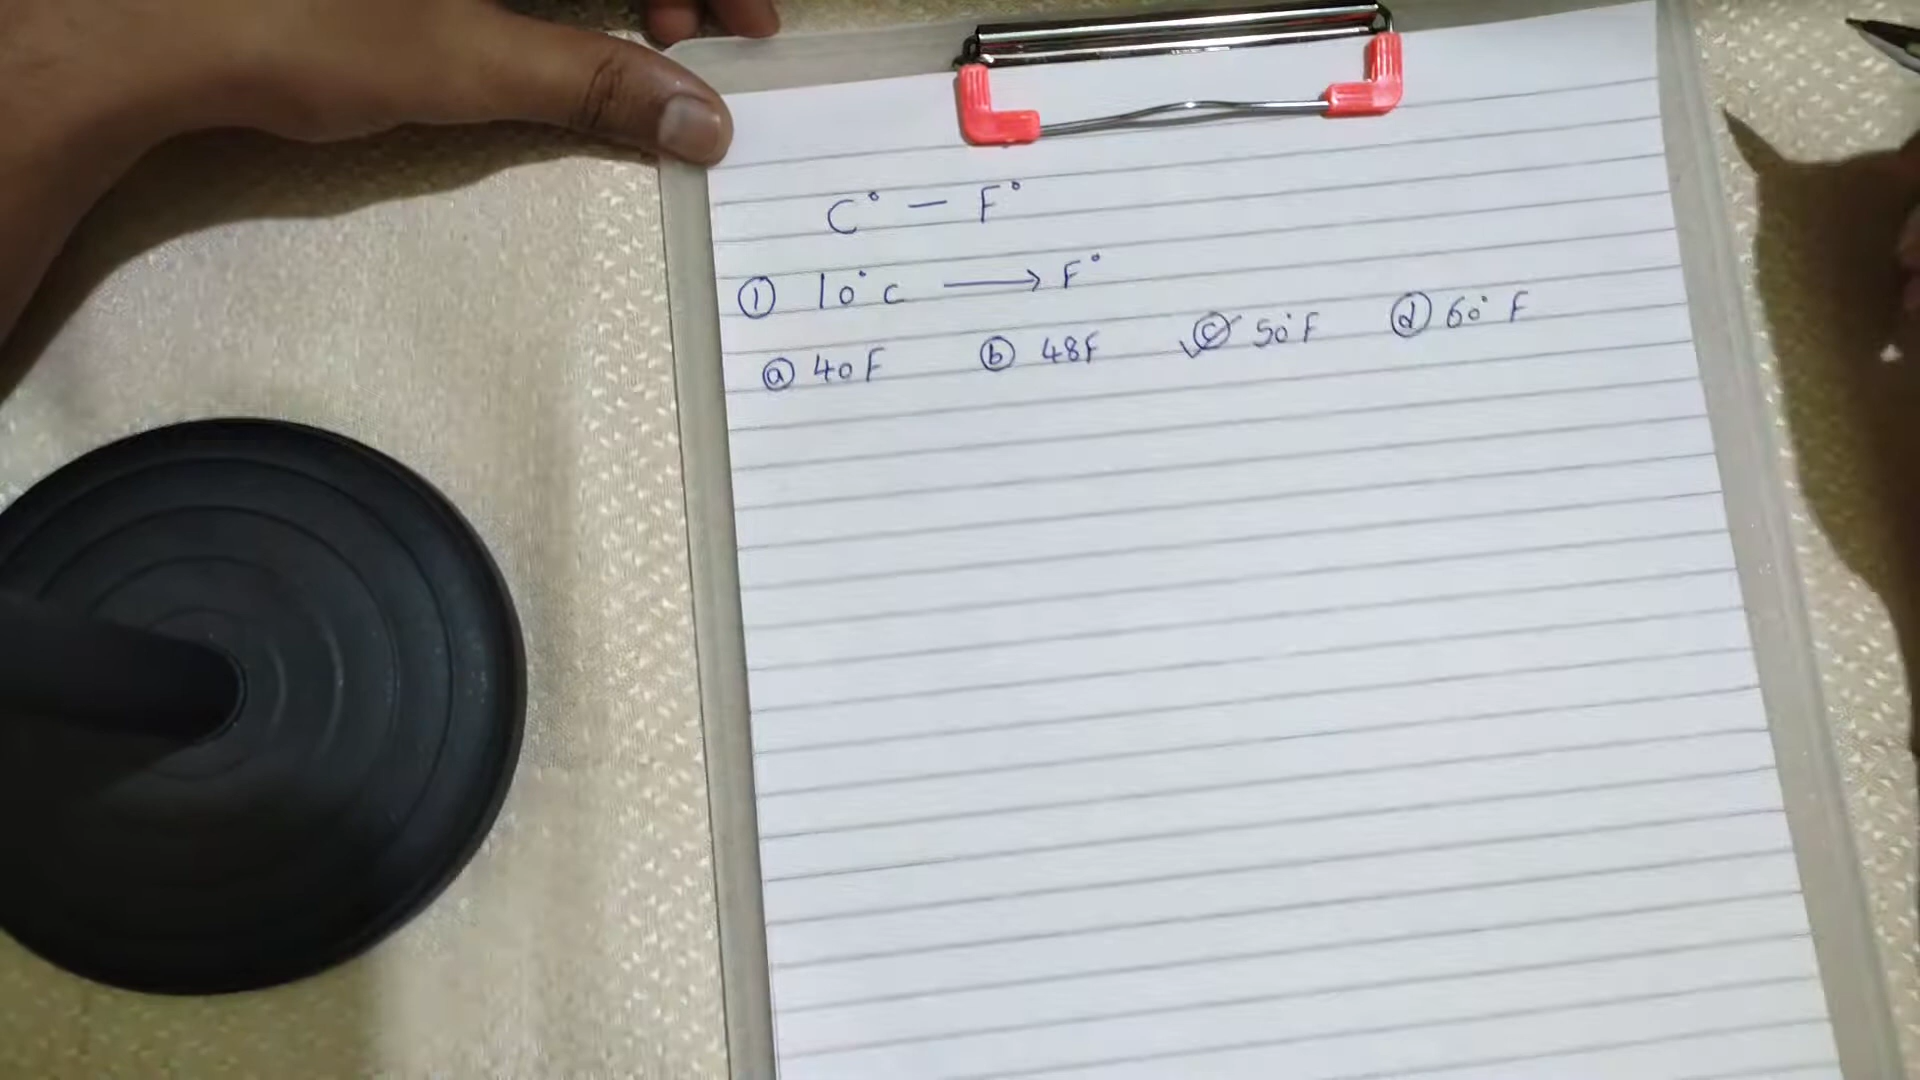 C° – F°
① 10°C ⟶ F°
ⓐ 40F ⓑ 48F ✓ⓒ 50°F ⓓ 60°F